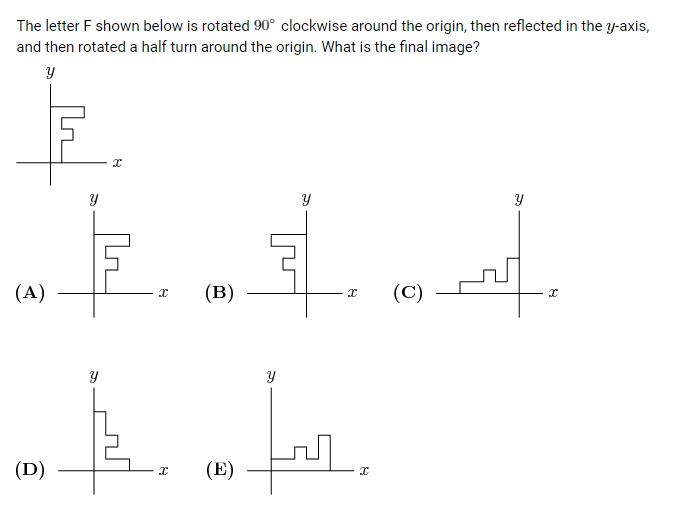 The letter F shown below is rotated 90° clockwise around the origin, then reflected in the y-axis,
and then rotated a half turn around the origin. What is the final image?
y
x
y
y
y
(A)
x
(B)
x
(C)
x
y
y
(D)
x
(E)
x